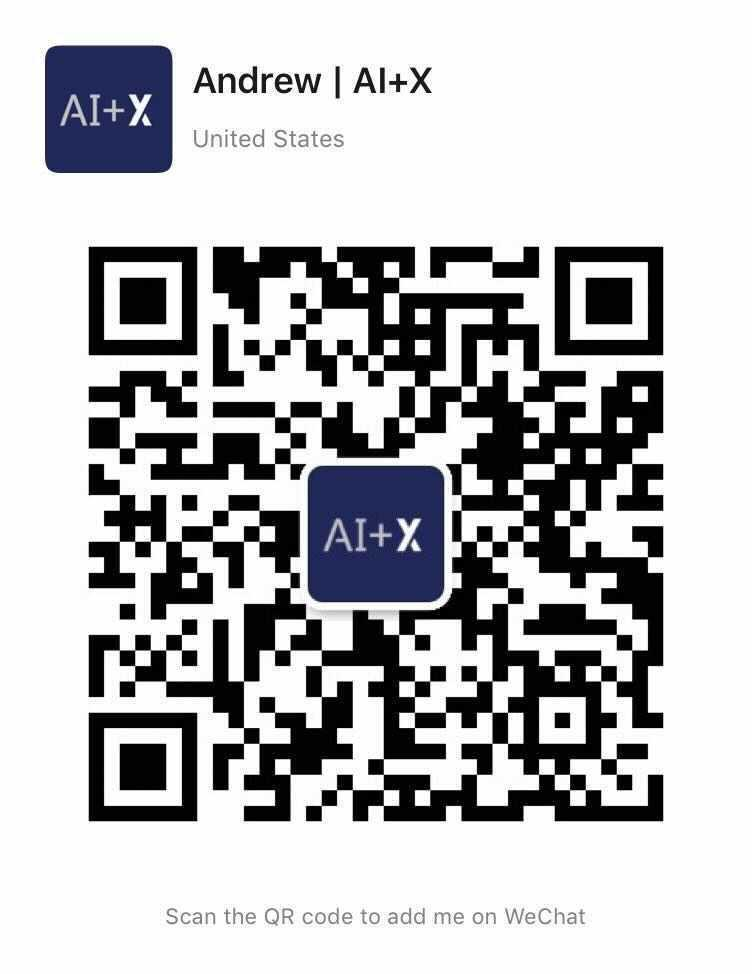 AI+X
Andrew | AI+X
United States
AI+X
Scan the QR code to add me on WeChat